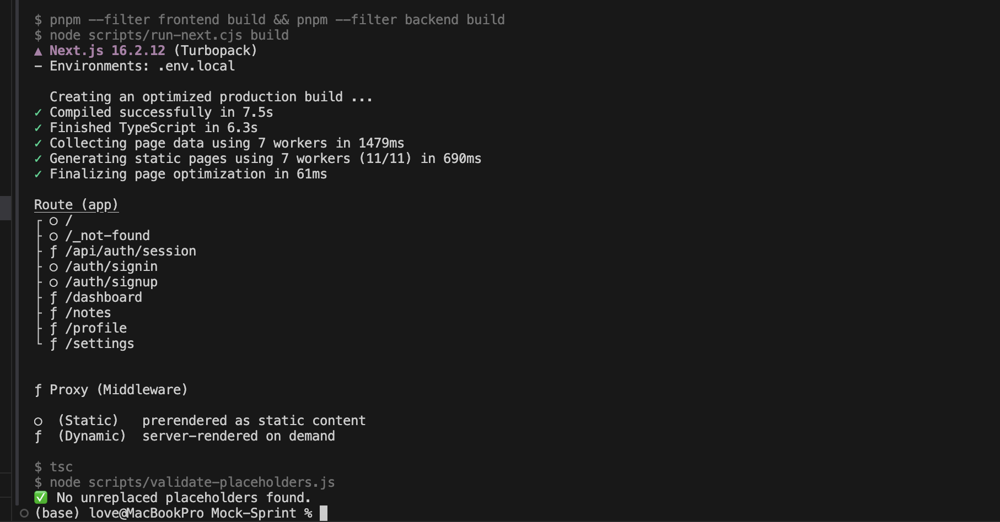 $ pnpm --filter frontend build && pnpm --filter backend build
$ node scripts/run-next.cjs build
▲ Next.js 16.2.12 (Turbopack)
- Environments: .env.local
Creating an optimized production build ...
✓ Compiled successfully in 7.5s
✓ Finished TypeScript in 6.3s
✓ Collecting page data using 7 workers in 1479ms
✓ Generating static pages using 7 workers (11/11) in 690ms
✓ Finalizing page optimization in 61ms
Route (app)
┌ ○ /
├ ○ /_not-found
├ ƒ /api/auth/session
├ ○ /auth/signin
├ ○ /auth/signup
├ ƒ /dashboard
├ ƒ /notes
├ ƒ /profile
└ ƒ /settings
ƒ Proxy (Middleware)
○  (Static)   prerendered as static content
ƒ  (Dynamic)  server-rendered on demand
$ tsc
$ node scripts/validate-placeholders.js
✅ No unreplaced placeholders found.
(base) love@MacBookPro Mock-Sprint %